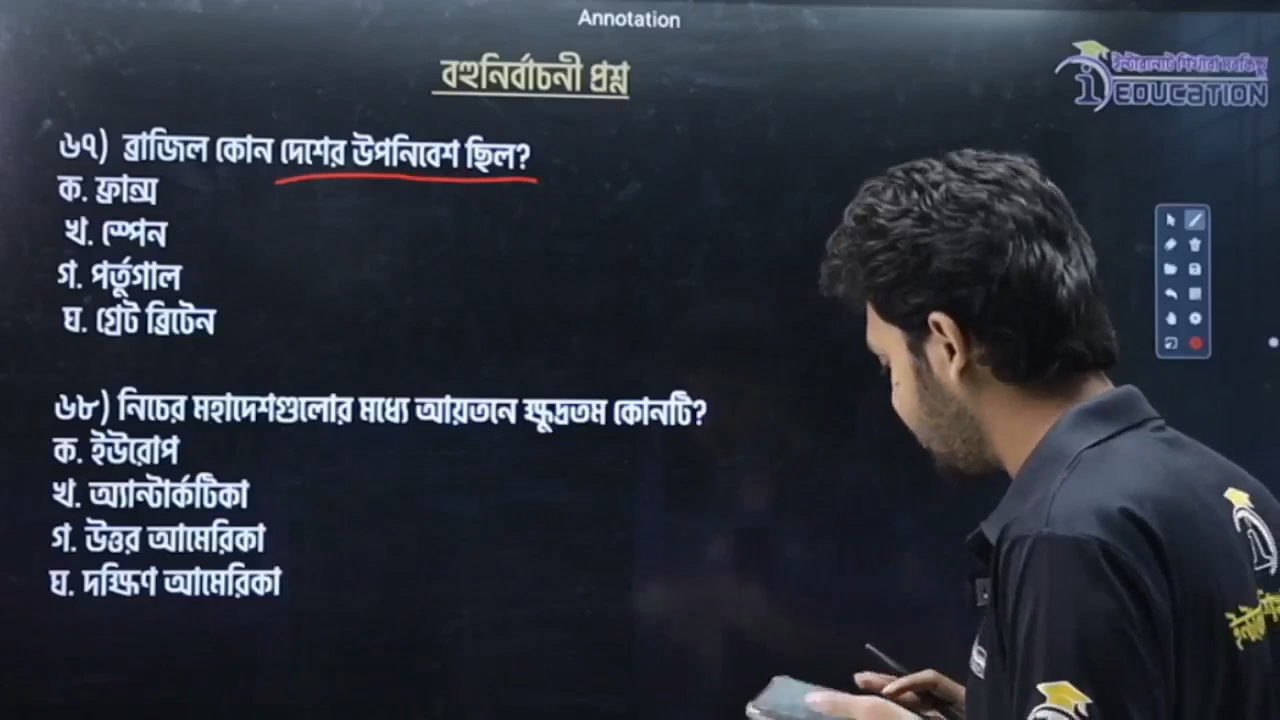 Annotation
বহুনির্বাচনী প্রশ্ন
EDUCATION
৬৭) ব্রাজিল কোন দেশের উপনিবেশ ছিল?
ক. ফ্রান্স
খ. স্পেন
গ. পর্তুগাল
ঘ. গ্রেট ব্রিটেন
৬৮) নিচের মহাদেশগুলোর মধ্যে আয়তনে ক্ষুদ্রতম কোনটি?
ক. ইউরোপ
খ. অ্যান্টার্কটিকা
গ. উত্তর আমেরিকা
ঘ. দক্ষিণ আমেরিকা